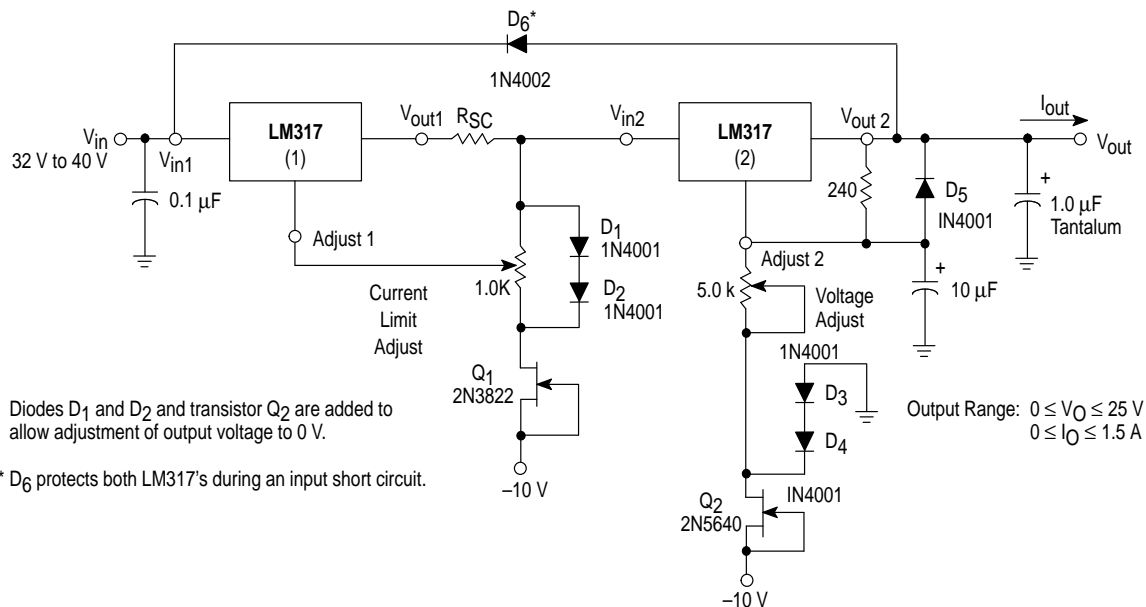 D6*
1N4002
Vin
32 V to 40 V
Vin1
0.1 μF
LM317
(1)
Vout1
RSC
Vin2
LM317
(2)
Vout 2
Iout
Vout
Adjust 1
240
D5
IN4001
+
1.0 μF
Tantalum
D1
1N4001
D2
1N4001
1.0K
Current
Limit
Adjust
Adjust 2
5.0 k
Voltage
Adjust
+
10 μF
Q1
2N3822
–10 V
1N4001
D3
D4
IN4001
Q2
2N5640
–10 V
Output Range: 0 ≤ VO ≤ 25 V
0 ≤ IO ≤ 1.5 A
Diodes D1 and D2 and transistor Q2 are added to
allow adjustment of output voltage to 0 V.
* D6 protects both LM317's during an input short circuit.